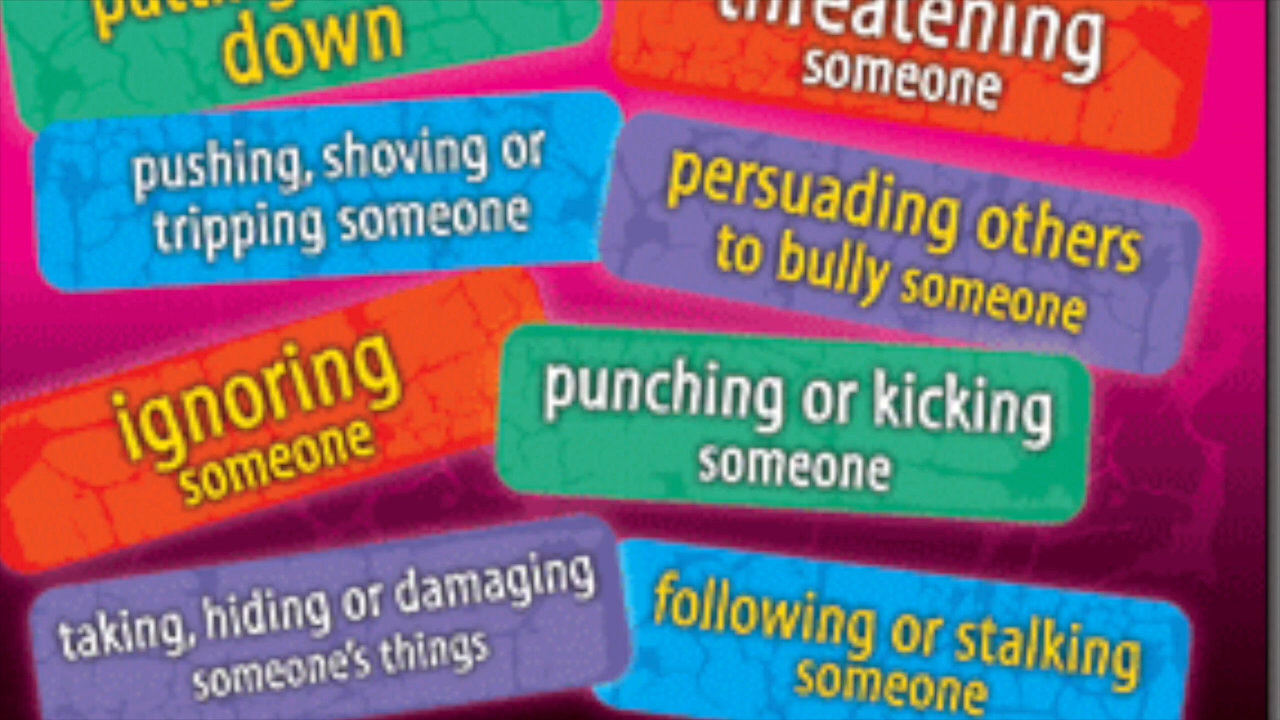 down
threatening
someone
pushing, shoving or
tripping someone
persuading others
to bully someone
ignoring
someone
punching or kicking
someone
taking, hiding or damaging
someone's things
following or stalking
someone